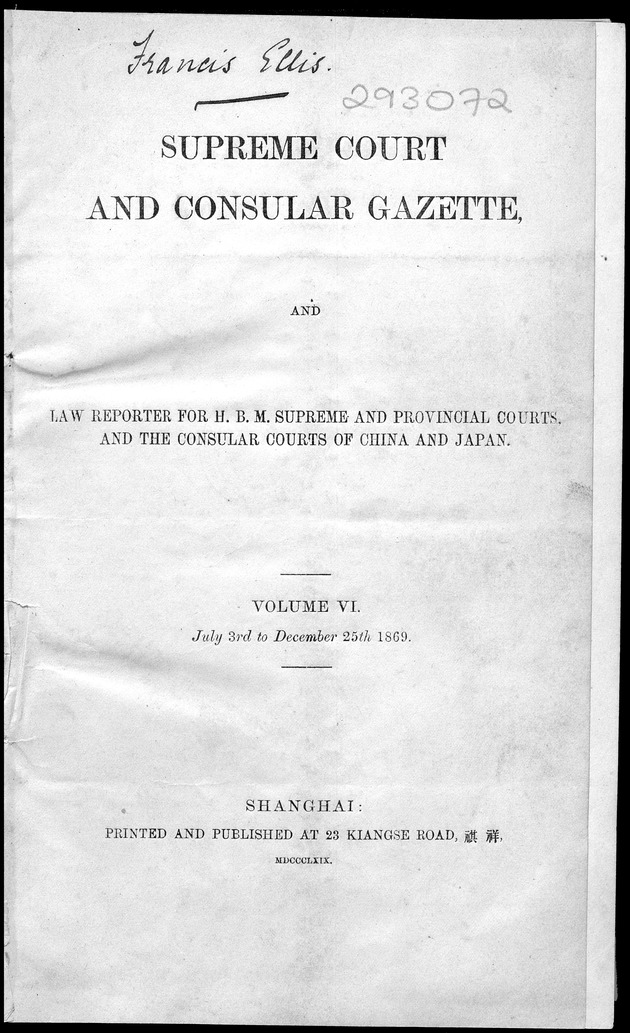 Francis Ellis.
293072
SUPREME COURT
AND CONSULAR GAZETTE,
AND
LAW REPORTER FOR H. B. M. SUPREME AND PROVINCIAL COURTS.
AND THE CONSULAR COURTS OF CHINA AND JAPAN.
VOLUME VI.
July 3rd to December 25th 1869.
SHANGHAI:
PRINTED AND PUBLISHED AT 23 KIANGSE ROAD, 祺 祥,
MDCCCLXIX.